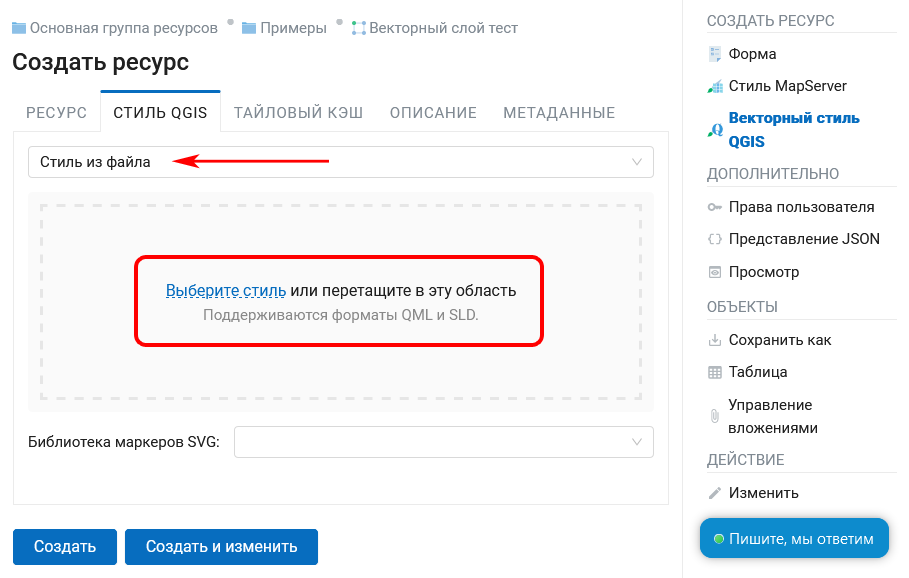 Основная группа ресурсов Примеры Векторный слой тест
Создать ресурс
РЕСУРС СТИЛЬ QGIS ТАЙЛОВЫЙ КЭШ ОПИСАНИЕ МЕТАДАННЫЕ
Стиль из файла
Выберите стиль или перетащите в эту область
Поддерживаются форматы QML и SLD.
Библиотека маркеров SVG:
Создать Создать и изменить
СОЗДАТЬ РЕСУРС
Форма
Стиль MapServer
Векторный стиль
QGIS
ДОПОЛНИТЕЛЬНО
Права пользователя
Представление JSON
Просмотр
ОБЪЕКТЫ
Сохранить как
Таблица
Управление
вложениями
ДЕЙСТВИЕ
Изменить
Пишите, мы ответим